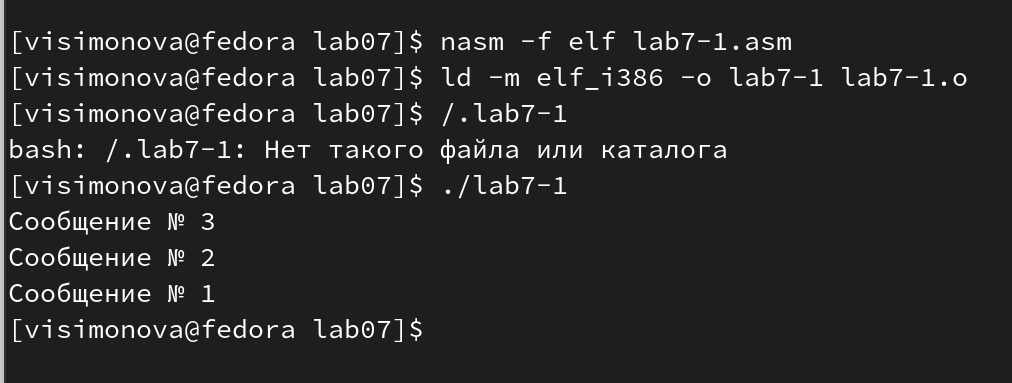 [visimonova@fedora lab07]$ nasm -f elf lab7-1.asm
[visimonova@fedora lab07]$ ld -m elf_i386 -o lab7-1 lab7-1.o
[visimonova@fedora lab07]$ /.lab7-1
bash: /.lab7-1: Нет такого файла или каталога
[visimonova@fedora lab07]$ ./lab7-1
Сообщение № 3
Сообщение № 2
Сообщение № 1
[visimonova@fedora lab07]$